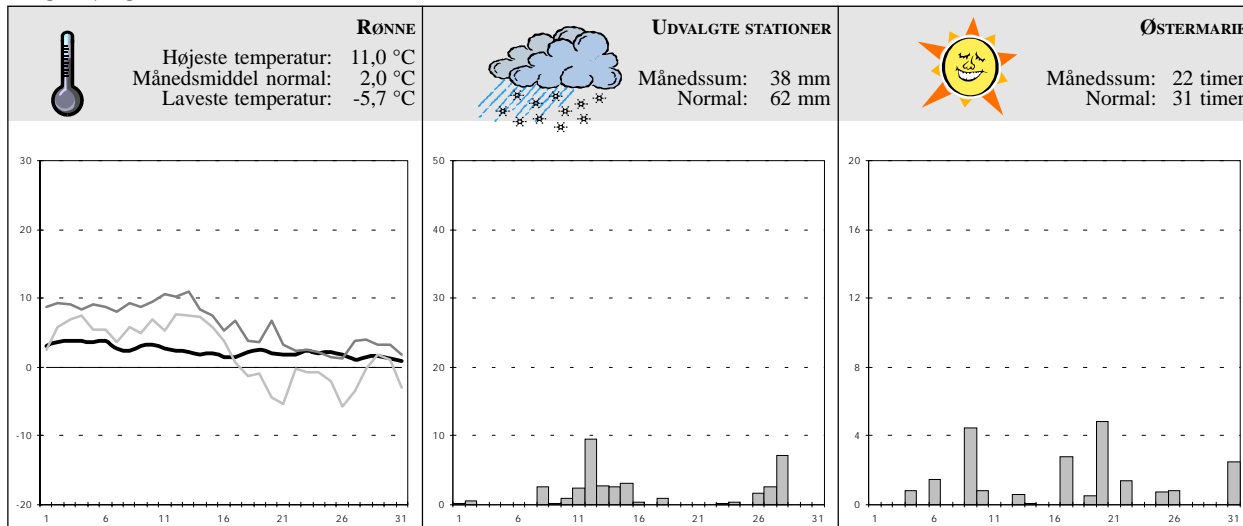 RØNNE
Højeste temperatur: 11,0 °C
Månedsmiddel normal: 2,0 °C
Laveste temperatur: -5,7 °C
UDVALGTE STATIONER
Månedssum: 38 mm
Normal: 62 mm
ØSTERMARIE
Månedssum: 22 timer
Normal: 31 timer
30
20
10
0
-10
-20
1 6 11 16 21 26 31
50
40
30
20
10
0
1 6 11 16 21 26 31
20
16
12
8
4
0
1 6 11 16 21 26 31